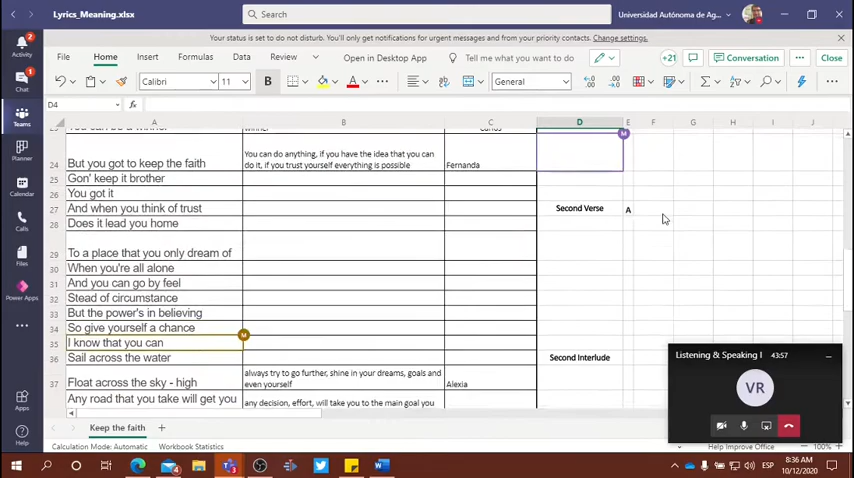 Lyrics_Meaning.xlsx
Search
Universidad Autónoma de Ag...
Your status is set to do not disturb. You'll only get notifications for urgent messages and from your priority contacts. Change settings.
File Home Insert Formulas Data Review Open in Desktop App Tell me what you want to do +21 Conversation Close
Calibri 11 B General
D4 fx
A B C D E F G H I J
winner
24 But you got to keep the faith
You can do anything, if you have the idea that you can
do it, if you trust yourself everything is possible
Fernanda
25 Gon' keep it brother
26 You got it
27 And when you think of trust Second Verse A
28 Does it lead you home
29 To a place that you only dream of
30 When you're all alone
31 And you can go by feel
32 Stead of circumstance
33 But the power's in believing
34 So give yourself a chance
35 I know that you can
36 Sail across the water Second Interlude
37 Float across the sky - high
always try to go further, shine in your dreams, goals and
even yourself
Alexia
Any road that you take will get you
any decision, effort, will take you to the main goal you
Keep the faith
Calculation Mode: Automatic Workbook Statistics
Help Improve Office 100%
Activity
Chat
Teams
Planner
Calendar
Calls
Files
Power Apps
Apps
Help
Listening & Speaking I 43:57
VR
ESP
8:36 AM
10/12/2020